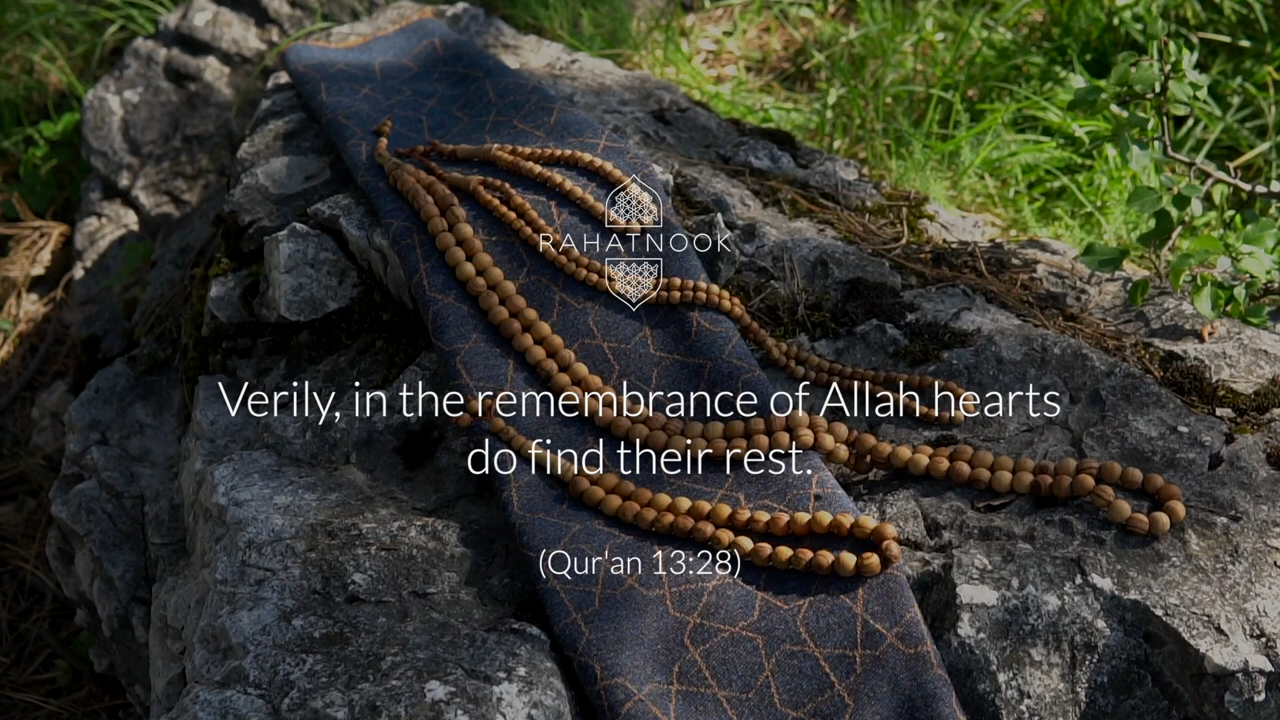 RAHATNOOK
Verily, in the remembrance of Allah hearts
do find their rest.
(Qur'an 13:28)